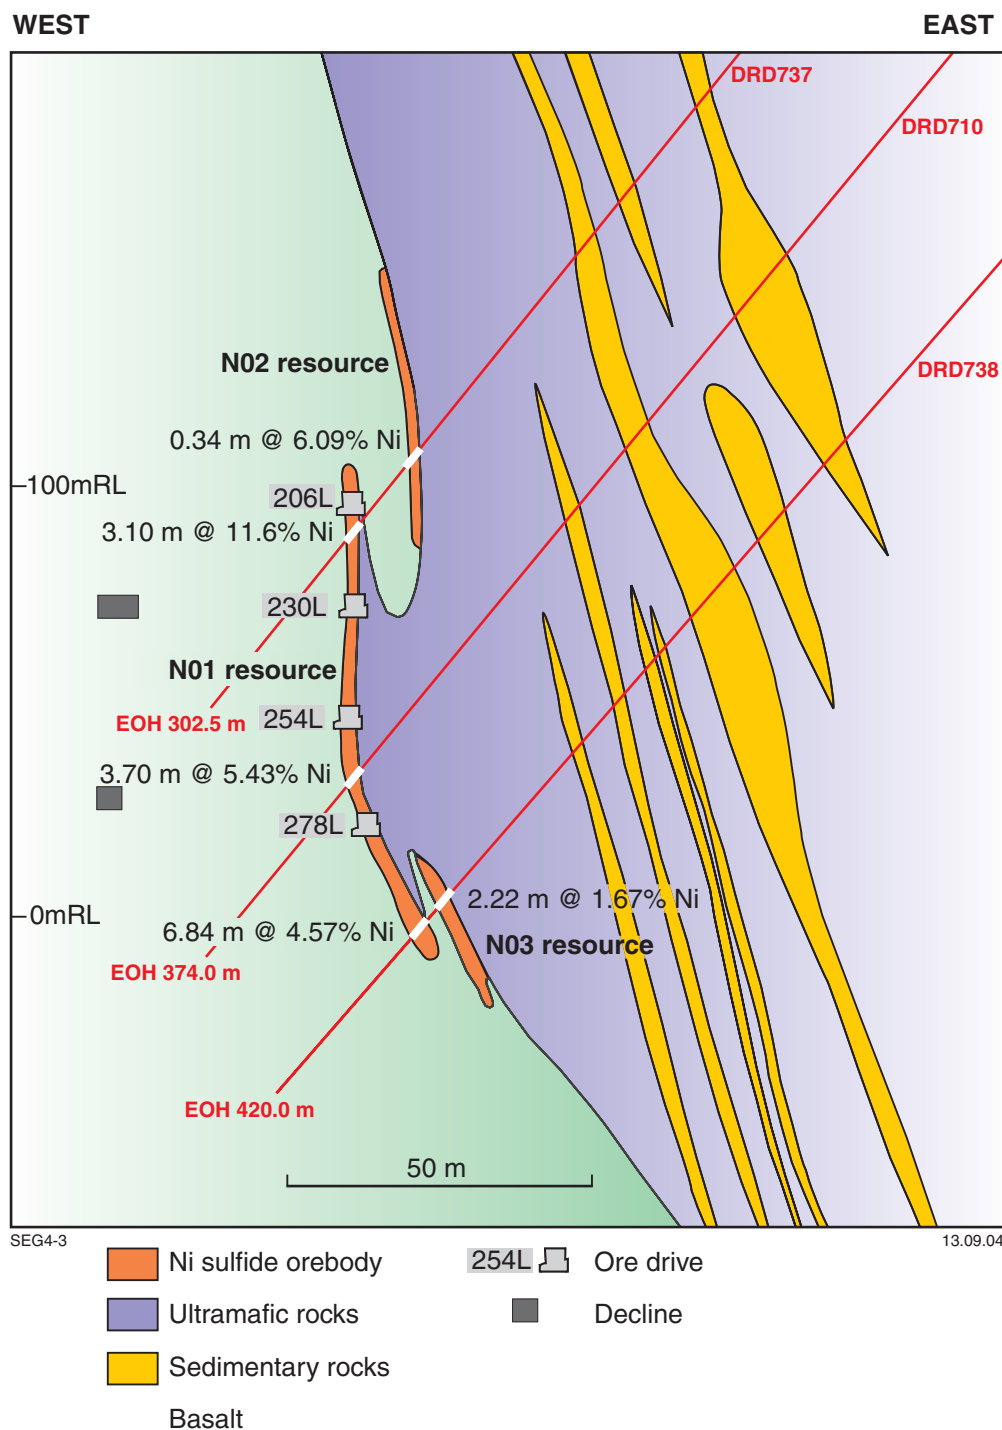 WEST
EAST
DRD737
DRD710
DRD738
N02 resource
0.34 m @ 6.09% Ni
100mRL
206L
3.10 m @ 11.6% Ni
230L
N01 resource
EOH 302.5 m
254L
3.70 m @ 5.43% Ni
278L
2.22 m @ 1.67% Ni
0mRL
6.84 m @ 4.57% Ni
N03 resource
EOH 374.0 m
EOH 420.0 m
50 m
SEG4-3
13.09.04
Ni sulfide orebody
254L
Ore drive
Ultramafic rocks
Decline
Sedimentary rocks
Basalt